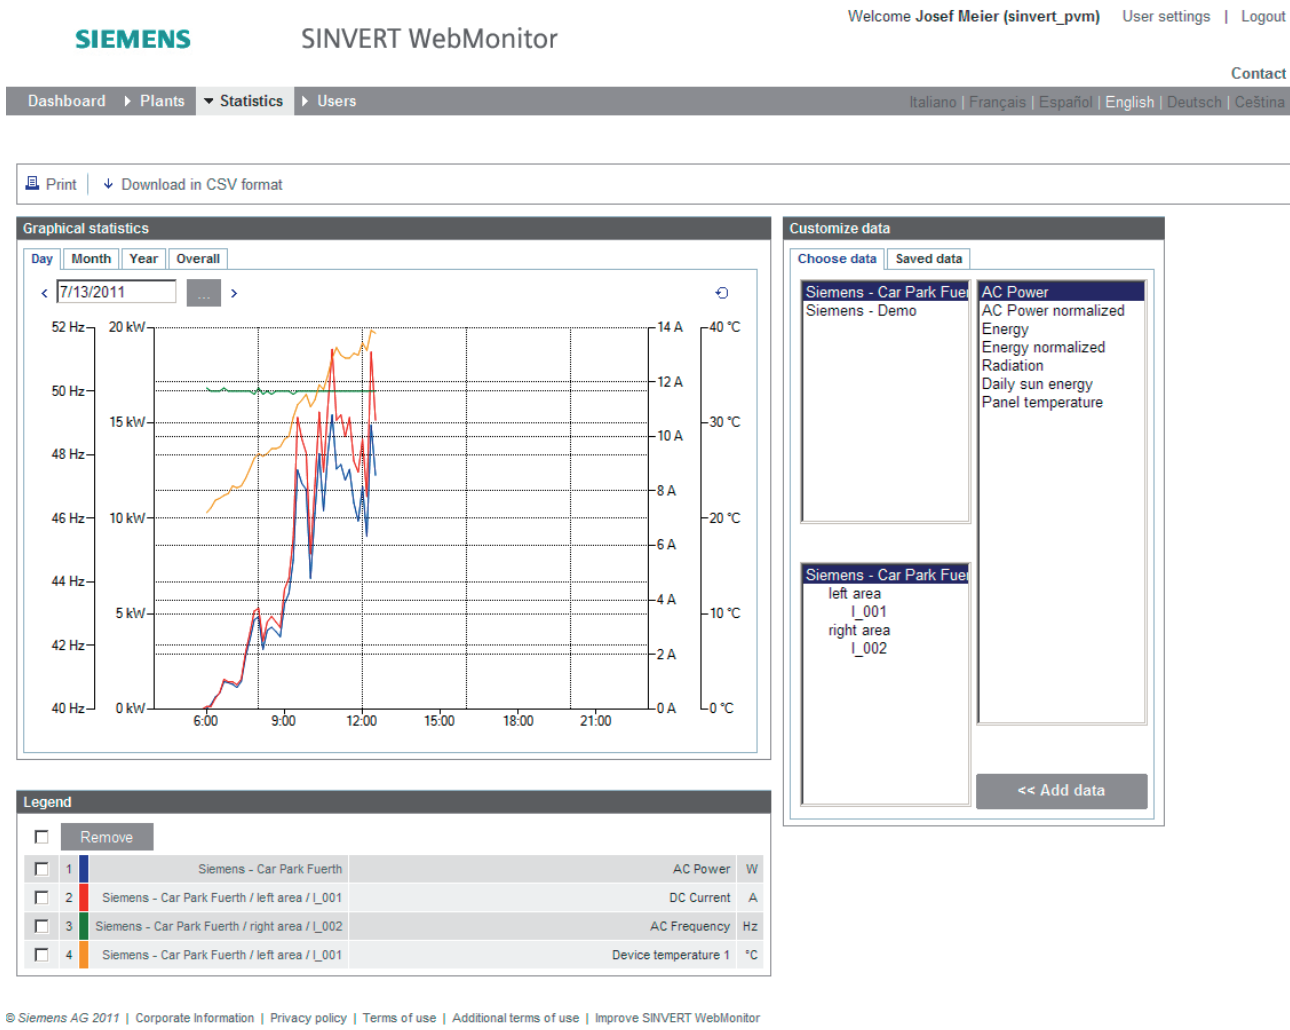 Welcome Josef Meier (sinvert_pvm) User settings | Logout
SIEMENS SINVERT WebMonitor
Contact
Dashboard Plants Statistics Users Italiano | Français | Español | English | Deutsch | Ceština
Print Download in CSV format
Graphical statistics
Day Month Year Overall
< 7/13/2011 ... >
52 Hz 20 kW 14 A 40 °C
50 Hz 12 A
15 kW 30 °C
10 A
48 Hz
8 A
46 Hz 10 kW 20 °C
6 A
44 Hz
4 A
5 kW 10 °C
42 Hz
2 A
40 Hz 0 kW 0 A 0 °C
6:00 9:00 12:00 15:00 18:00 21:00
Customize data
Choose data Saved data
Siemens - Car Park Fuer
Siemens - Demo
AC Power
AC Power normalized
Energy
Energy normalized
Radiation
Daily sun energy
Panel temperature
Siemens - Car Park Fuer
left area
I_001
right area
I_002
<< Add data
Legend
Remove
1 Siemens - Car Park Fuerth AC Power W
2 Siemens - Car Park Fuerth / left area / I_001 DC Current A
3 Siemens - Car Park Fuerth / right area / I_002 AC Frequency Hz
4 Siemens - Car Park Fuerth / left area / I_001 Device temperature 1 °C
© Siemens AG 2011 | Corporate Information | Privacy policy | Terms of use | Additional terms of use | Improve SINVERT WebMonitor